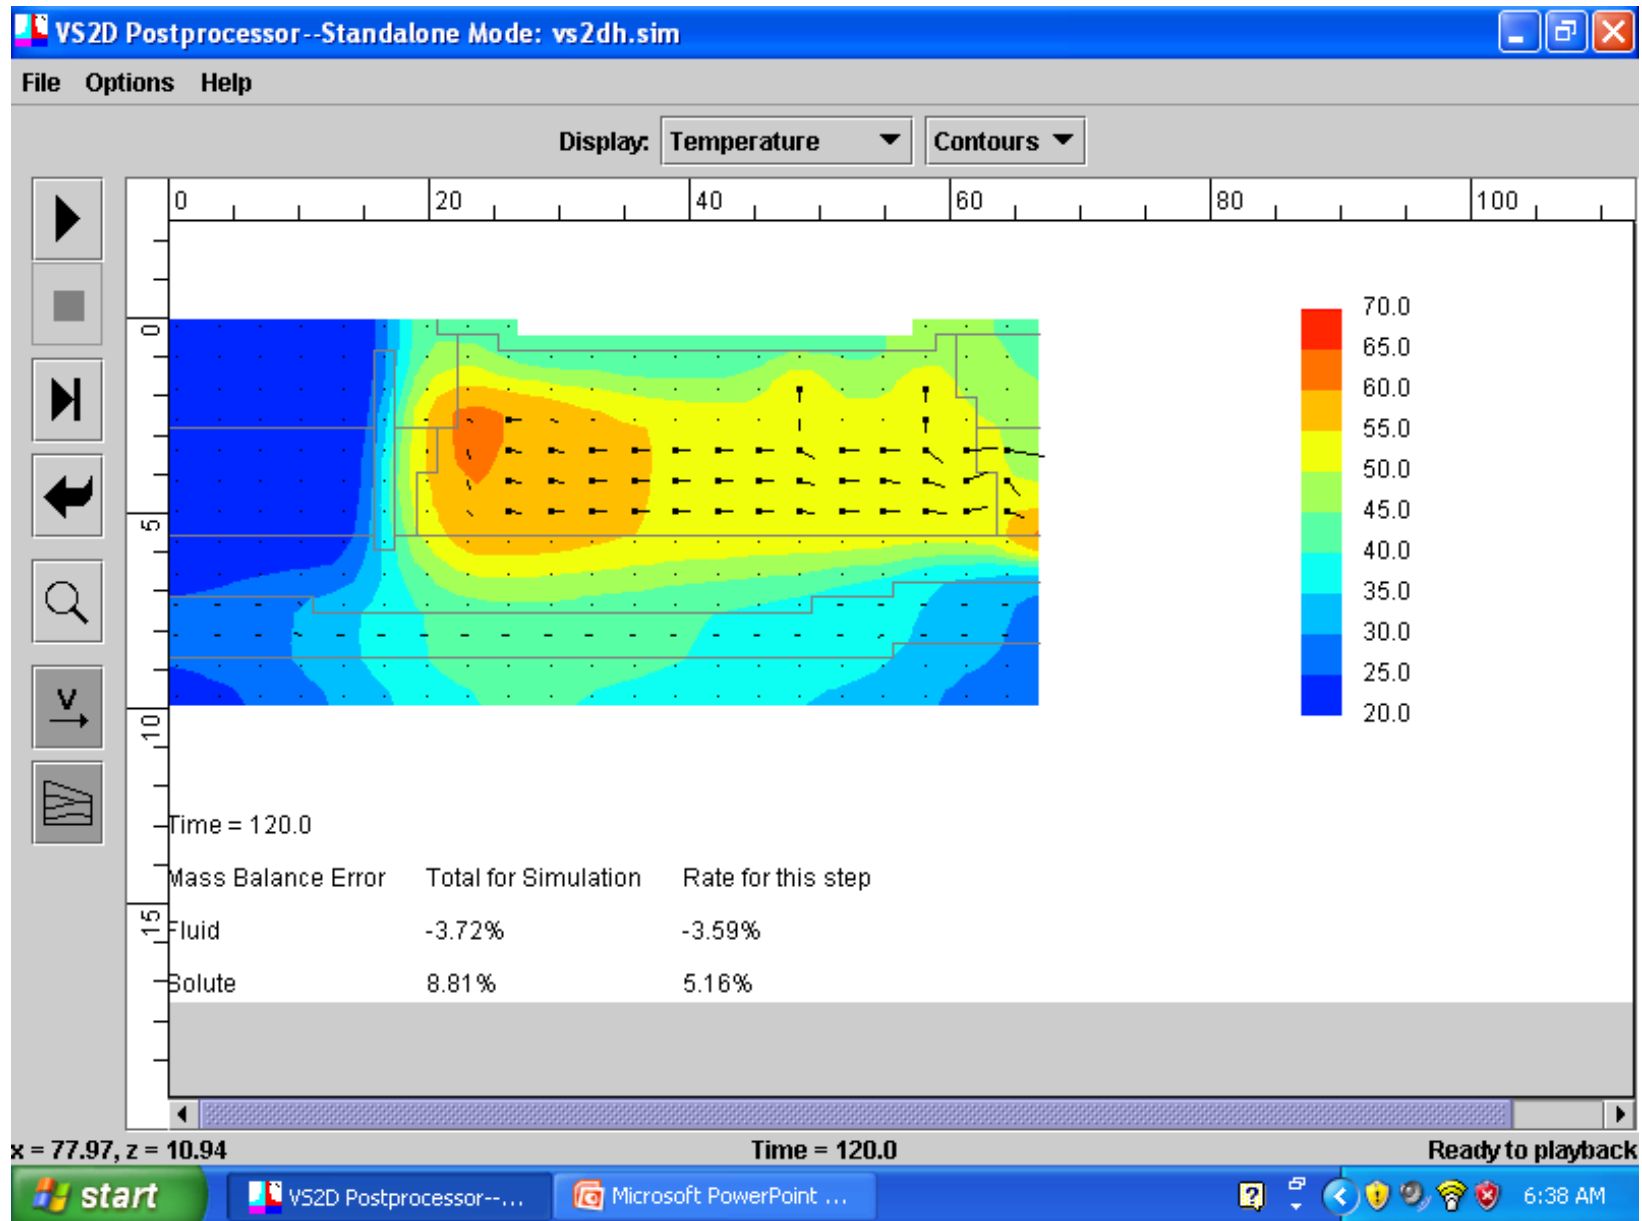 VS2D Postprocessor--Standalone Mode: vs2dh.sim
File Options Help
Display: Temperature Contours
0 20 40 60 80 100
0
5
10
15
70.0
65.0
60.0
55.0
50.0
45.0
40.0
35.0
30.0
25.0
20.0
V
Time = 120.0
Mass Balance Error Total for Simulation Rate for this step
Fluid -3.72% -3.59%
Solute 8.81% 5.16%
x = 77.97, z = 10.94 Time = 120.0 Ready to playback
start VS2D Postprocessor--... Microsoft PowerPoint ... 6:38 AM